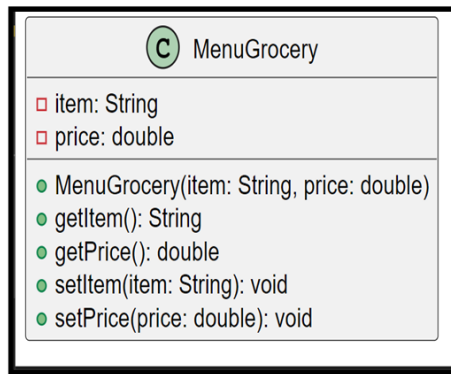 C MenuGrocery
item: String
price: double
MenuGrocery(item: String, price: double)
getItem(): String
getPrice(): double
setItem(item: String): void
setPrice(price: double): void